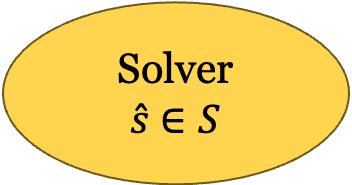 Solver
ŝ ∈ S